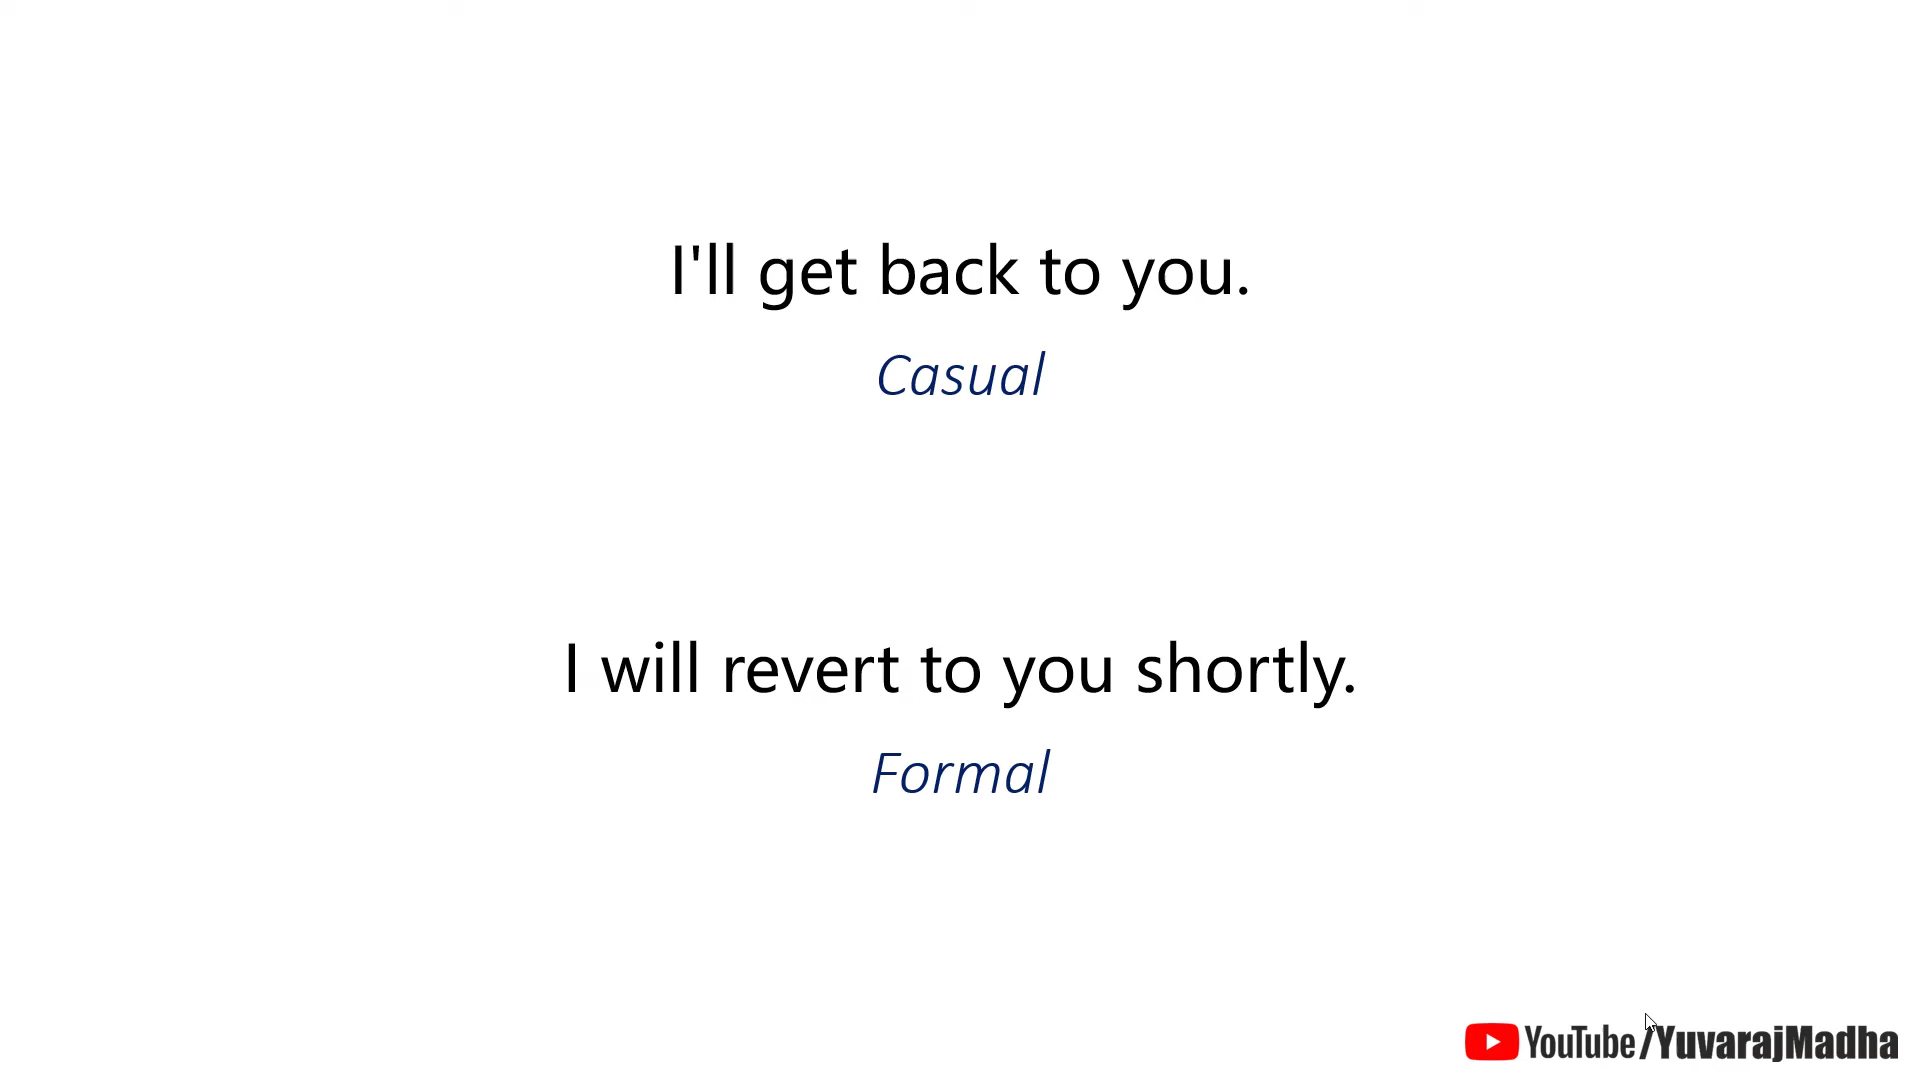 I'll get back to you.
Casual
I will revert to you shortly.
Formal
YouTube/YuvarajMadha